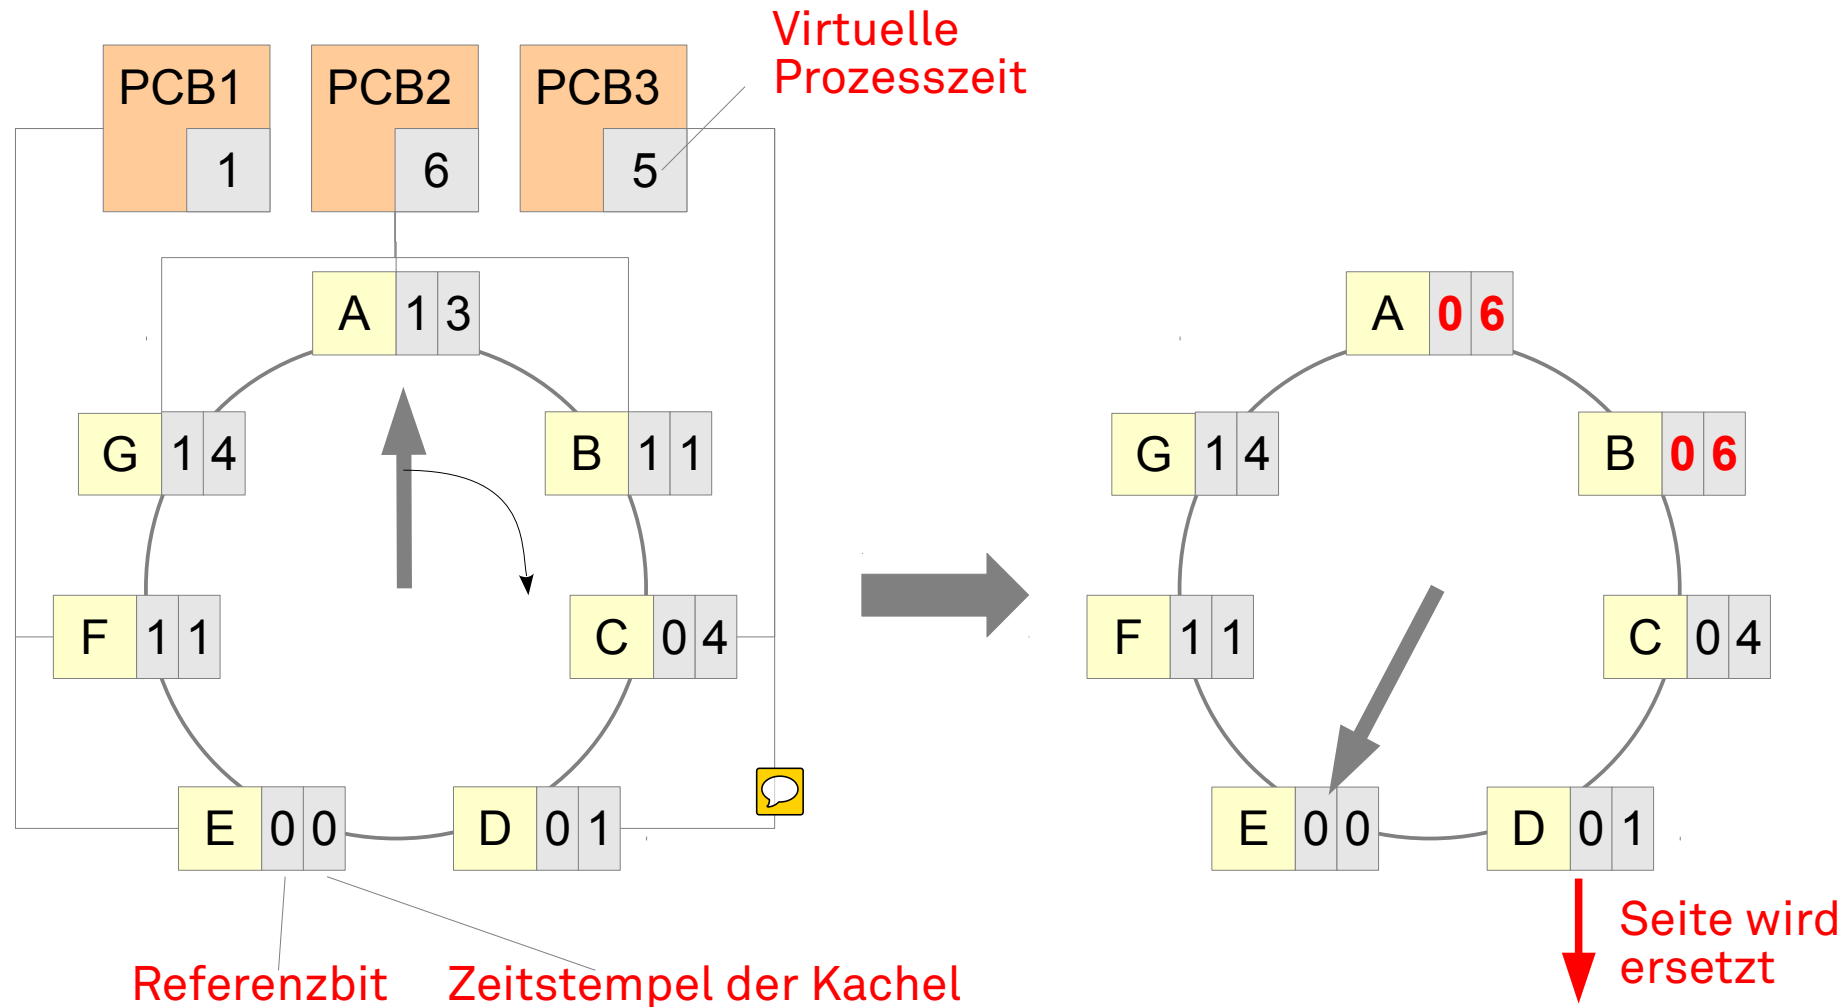 Virtuelle
Prozesszeit
PCB1 PCB2 PCB3
1 6 5
A 1 3
G 1 4
B 1 1
F 1 1
C 0 4
E 0 0
D 0 1
Referenzbit
Zeitstempel der Kachel
A 0 6
G 1 4
B 0 6
F 1 1
C 0 4
E 0 0
D 0 1
Seite wird
ersetzt